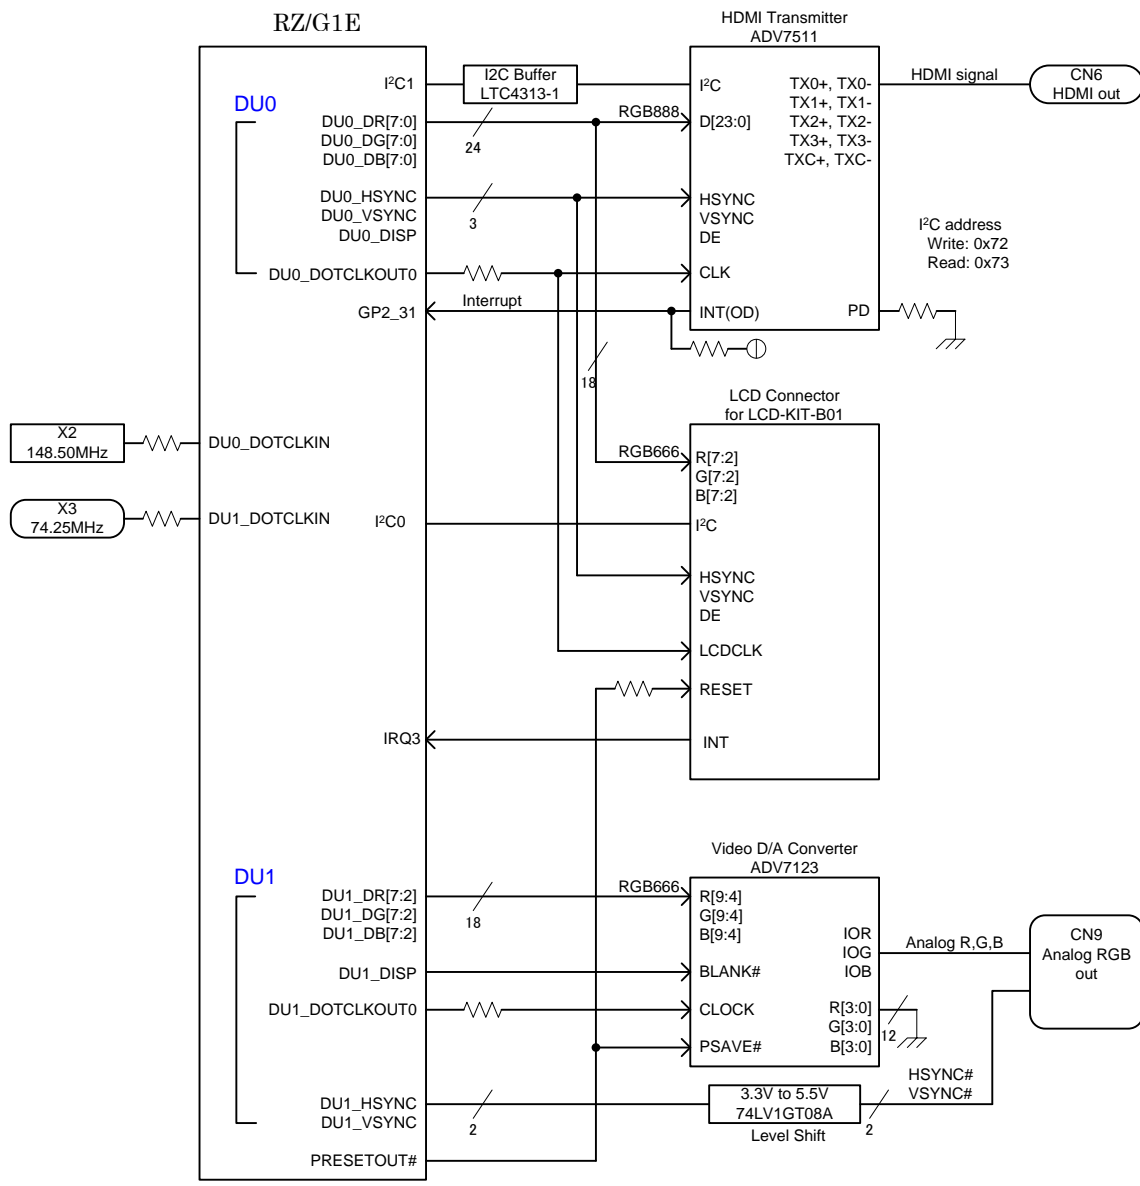 RZ/G1E
HDMI Transmitter
ADV7511
I²C1
I2C Buffer
LTC4313-1
I²C
TX0+, TX0-
TX1+, TX1-
TX2+, TX2-
TX3+, TX3-
TXC+, TXC-
HDMI signal
CN6
HDMI out
DU0
DU0_DR[7:0]
DU0_DG[7:0]
DU0_DB[7:0]
24
RGB888
D[23:0]
DU0_HSYNC
DU0_VSYNC
DU0_DISP
3
HSYNC
VSYNC
DE
I²C address
Write: 0x72
Read: 0x73
DU0_DOTCLKOUT0
CLK
GP2_31
Interrupt
INT(OD)
PD
18
LCD Connector
for LCD-KIT-B01
X2
148.50MHz
DU0_DOTCLKIN
RGB666
R[7:2]
G[7:2]
B[7:2]
X3
74.25MHz
DU1_DOTCLKIN
I²C0
I²C
HSYNC
VSYNC
DE
LCDCLK
RESET
IRQ3
INT
Video D/A Converter
ADV7123
DU1
DU1_DR[7:2]
DU1_DG[7:2]
DU1_DB[7:2]
18
RGB666
R[9:4]
G[9:4]
B[9:4]
IOR
IOG
IOB
Analog R,G,B
CN9
Analog RGB
out
DU1_DISP
BLANK#
DU1_DOTCLKOUT0
CLOCK
R[3:0]
G[3:0]
B[3:0]
12
PSAVE#
HSYNC#
VSYNC#
DU1_HSYNC
DU1_VSYNC
2
3.3V to 5.5V
74LV1GT08A
Level Shift
2
PRESETOUT#